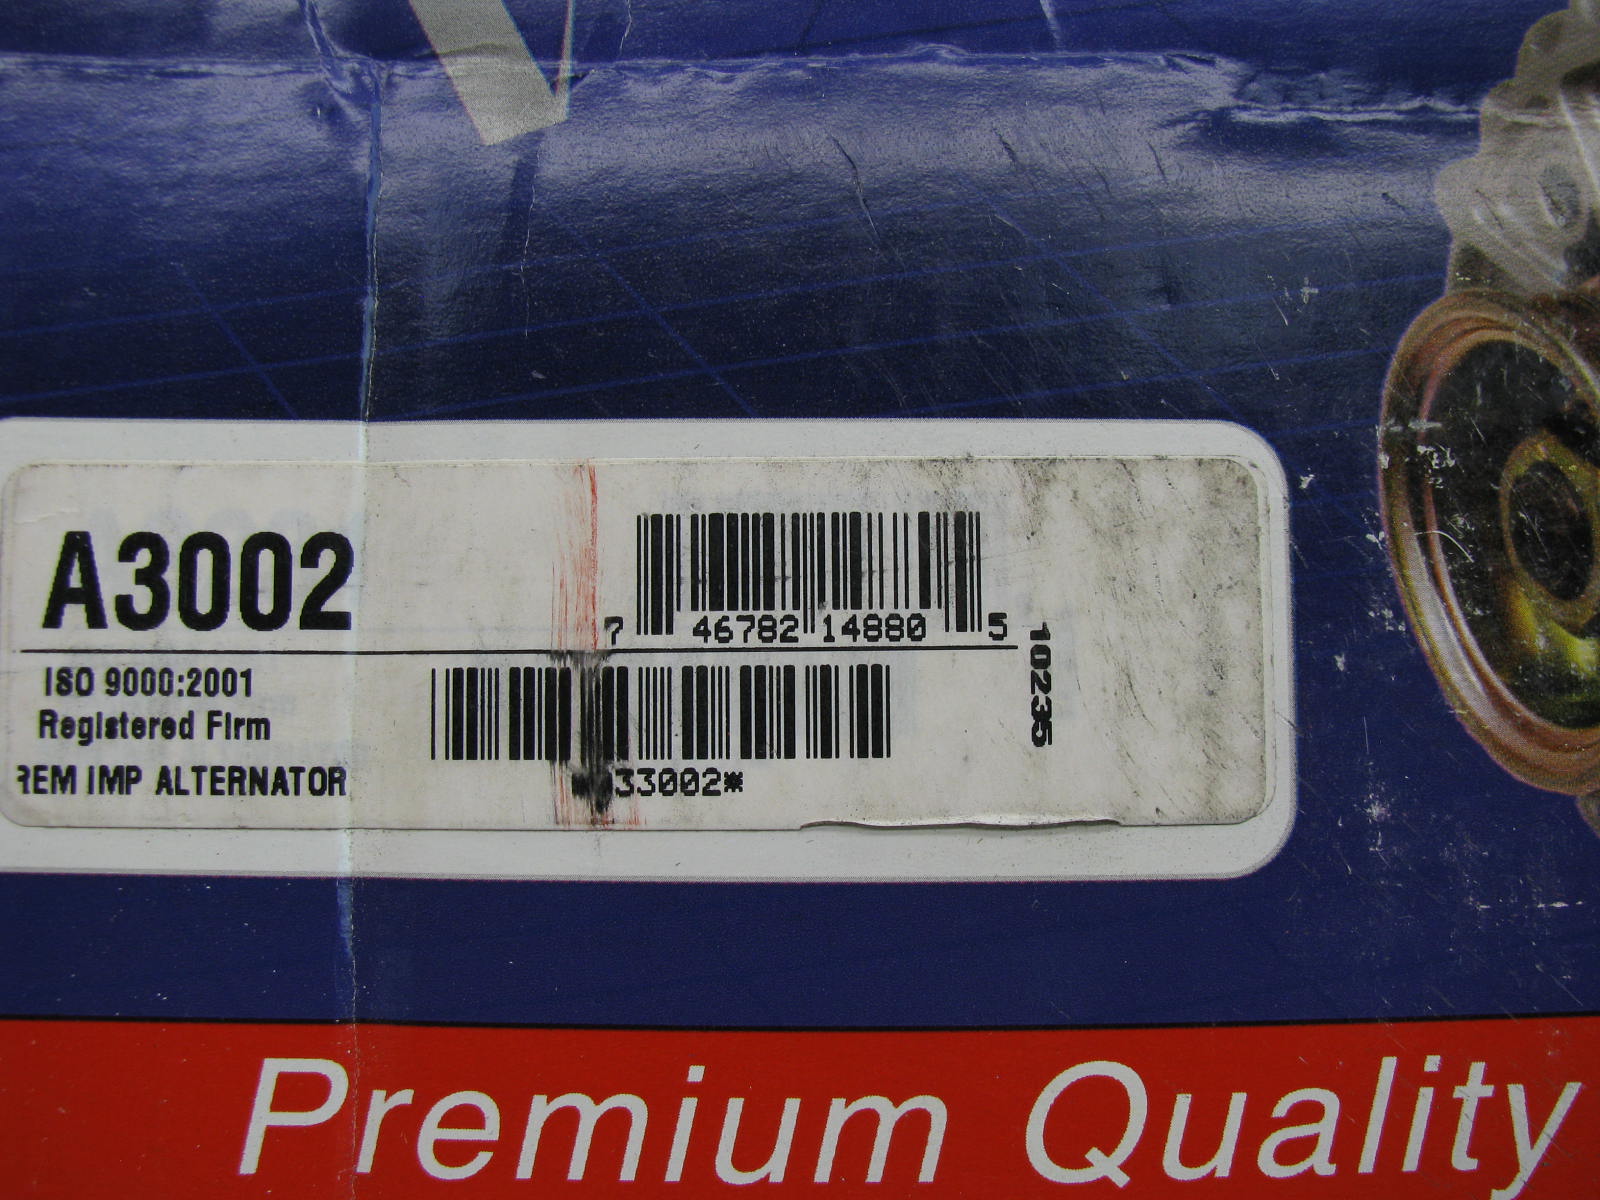 A3002
7 46782 14880 5
10235
ISO 9000:2001
Registered Firm
REM IMP ALTERNATOR
33002*
Premium Quality